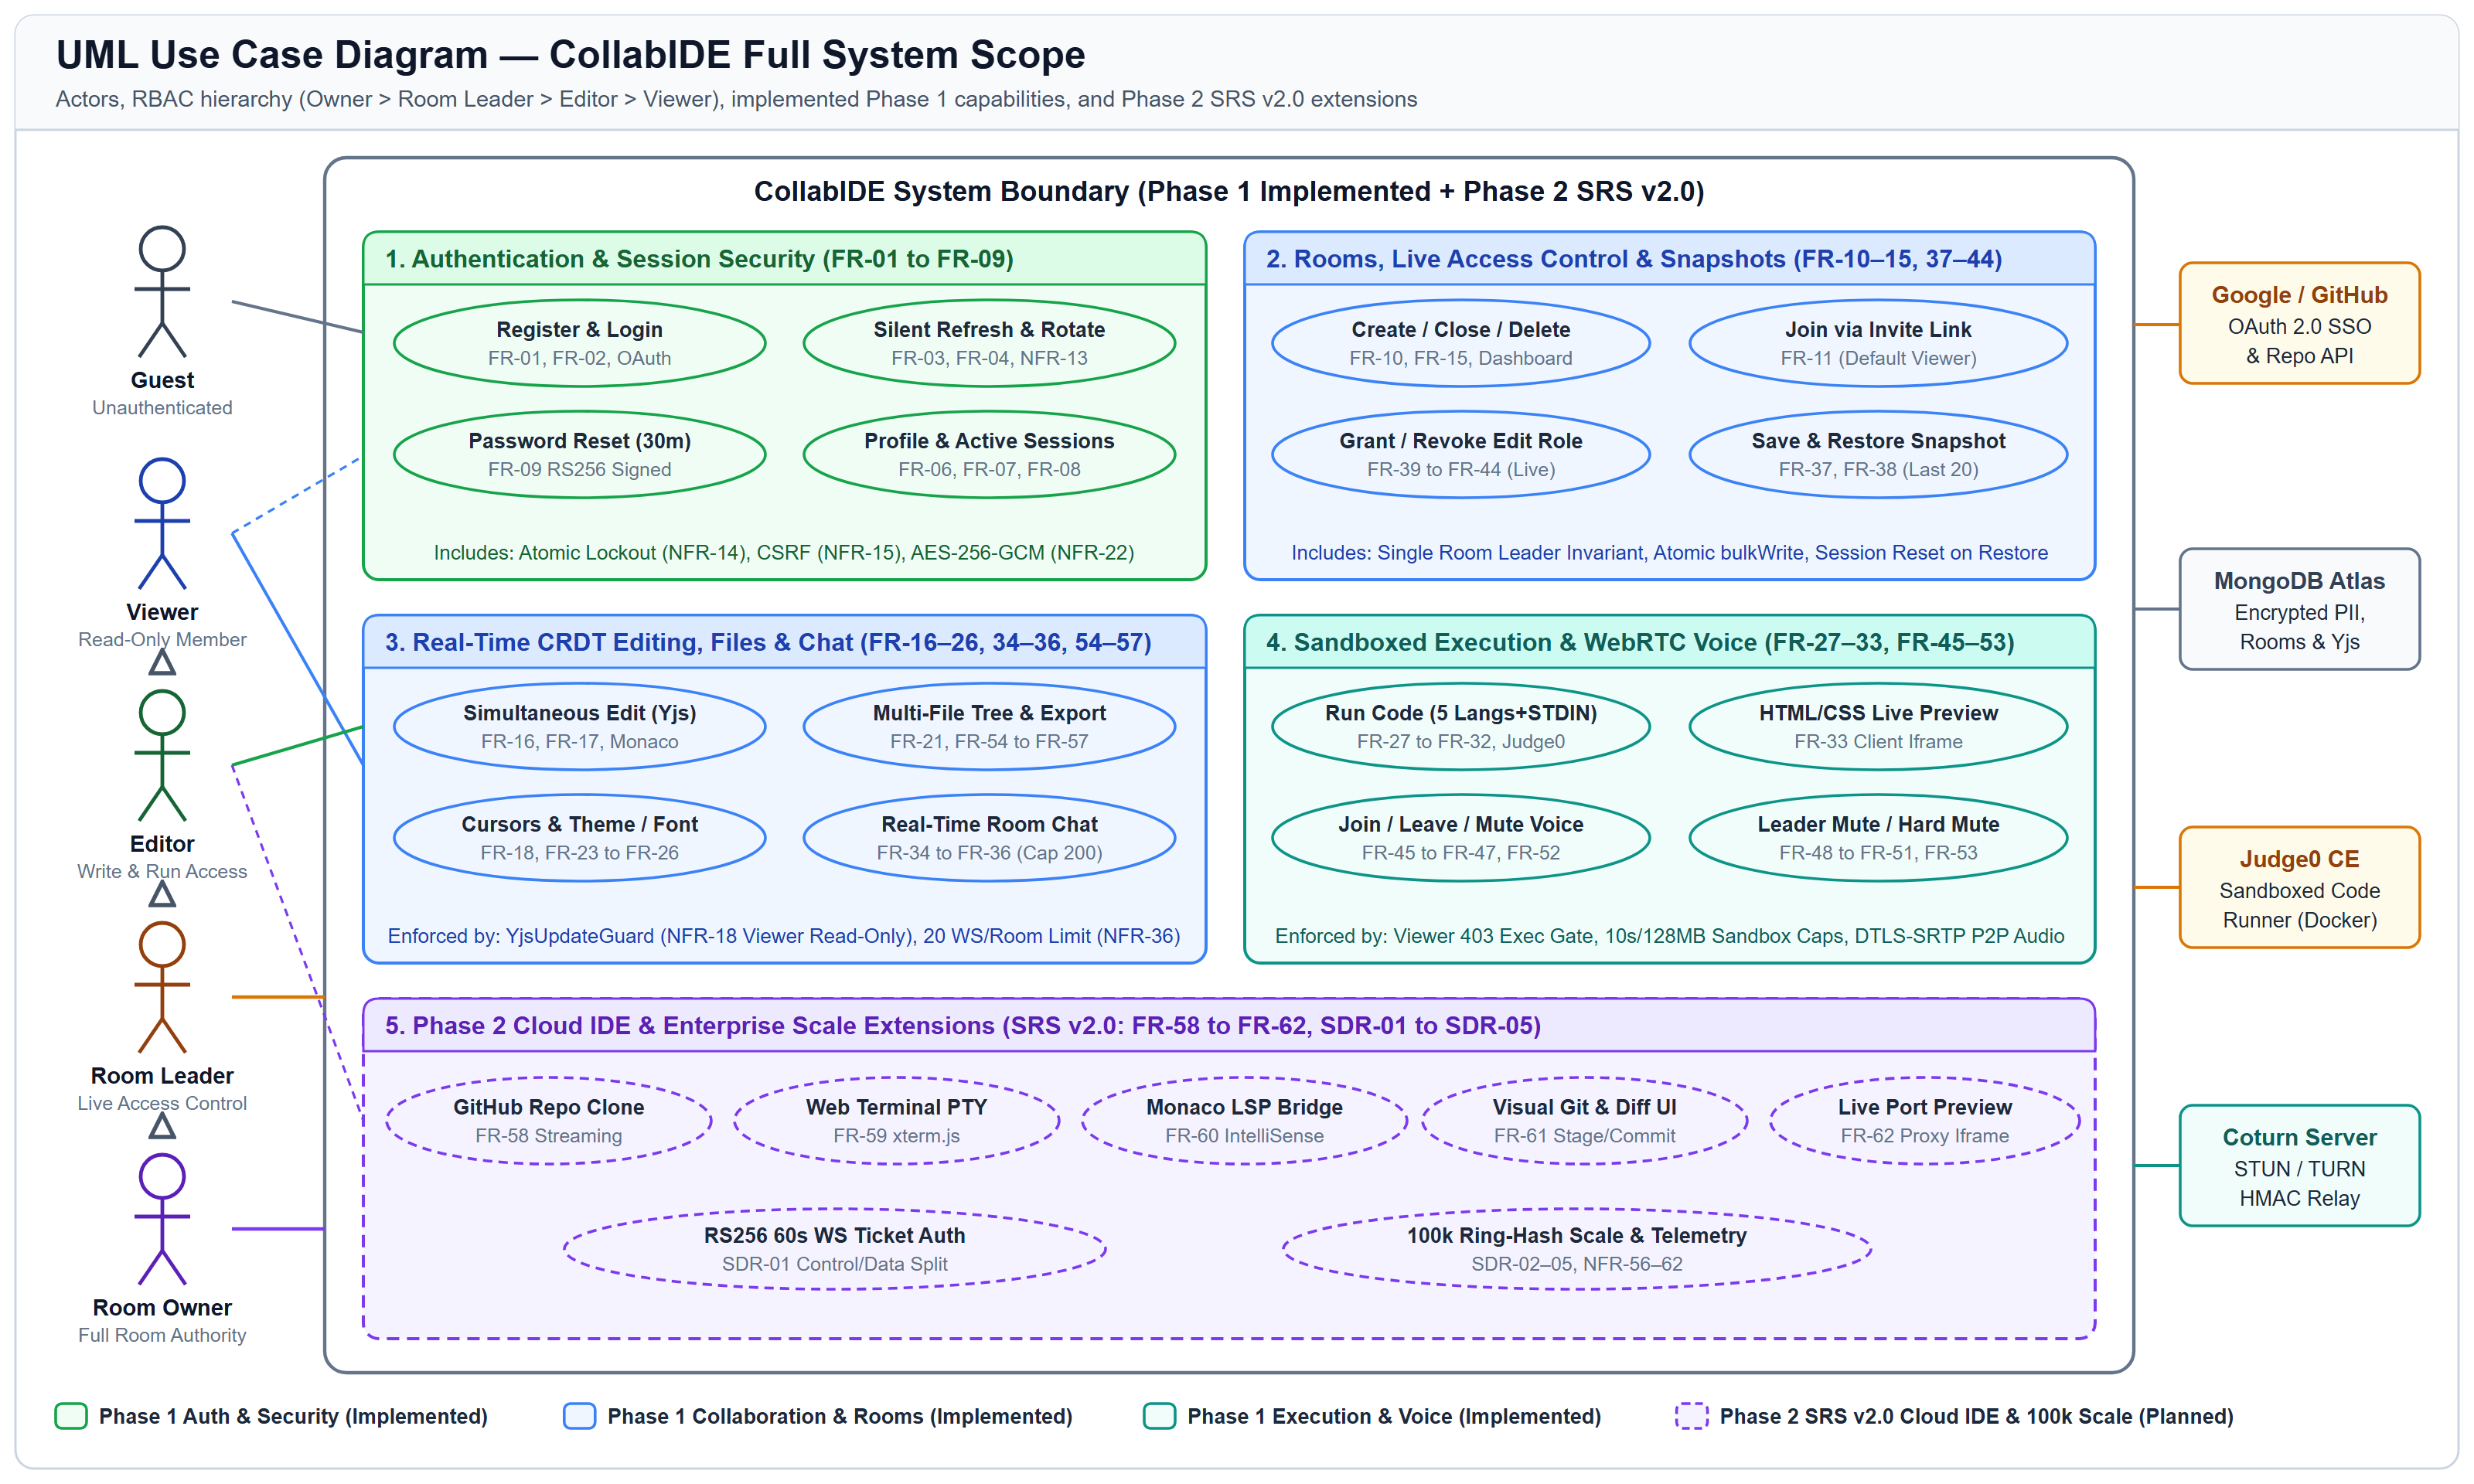 UML Use Case Diagram — CollabIDE Full System Scope
Actors, RBAC hierarchy (Owner > Room Leader > Editor > Viewer), implemented Phase 1 capabilities, and Phase 2 SRS v2.0 extensions
CollabIDE System Boundary (Phase 1 Implemented + Phase 2 SRS v2.0)
Guest
Unauthenticated
Viewer
Read-Only Member
Editor
Write & Run Access
Room Leader
Live Access Control
Room Owner
Full Room Authority
1. Authentication & Session Security (FR-01 to FR-09)
Register & Login
FR-01, FR-02, OAuth
Silent Refresh & Rotate
FR-03, FR-04, NFR-13
Password Reset (30m)
FR-09 RS256 Signed
Profile & Active Sessions
FR-06, FR-07, FR-08
Includes: Atomic Lockout (NFR-14), CSRF (NFR-15), AES-256-GCM (NFR-22)
2. Rooms, Live Access Control & Snapshots (FR-10–15, 37–44)
Create / Close / Delete
FR-10, FR-15, Dashboard
Join via Invite Link
FR-11 (Default Viewer)
Grant / Revoke Edit Role
FR-39 to FR-44 (Live)
Save & Restore Snapshot
FR-37, FR-38 (Last 20)
Includes: Single Room Leader Invariant, Atomic bulkWrite, Session Reset on Restore
3. Real-Time CRDT Editing, Files & Chat (FR-16–26, 34–36, 54–57)
Simultaneous Edit (Yjs)
FR-16, FR-17, Monaco
Multi-File Tree & Export
FR-21, FR-54 to FR-57
Cursors & Theme / Font
FR-18, FR-23 to FR-26
Real-Time Room Chat
FR-34 to FR-36 (Cap 200)
Enforced by: YjsUpdateGuard (NFR-18 Viewer Read-Only), 20 WS/Room Limit (NFR-36)
4. Sandboxed Execution & WebRTC Voice (FR-27–33, FR-45–53)
Run Code (5 Langs+STDIN)
FR-27 to FR-32, Judge0
HTML/CSS Live Preview
FR-33 Client Iframe
Join / Leave / Mute Voice
FR-45 to FR-47, FR-52
Leader Mute / Hard Mute
FR-48 to FR-51, FR-53
Enforced by: Viewer 403 Exec Gate, 10s/128MB Sandbox Caps, DTLS-SRTP P2P Audio
5. Phase 2 Cloud IDE & Enterprise Scale Extensions (SRS v2.0: FR-58 to FR-62, SDR-01 to SDR-05)
GitHub Repo Clone
FR-58 Streaming
Web Terminal PTY
FR-59 xterm.js
Monaco LSP Bridge
FR-60 IntelliSense
Visual Git & Diff UI
FR-61 Stage/Commit
Live Port Preview
FR-62 Proxy Iframe
RS256 60s WS Ticket Auth
SDR-01 Control/Data Split
100k Ring-Hash Scale & Telemetry
SDR-02–05, NFR-56–62
Google / GitHub
OAuth 2.0 SSO
& Repo API
MongoDB Atlas
Encrypted PII,
Rooms & Yjs
Judge0 CE
Sandboxed Code
Runner (Docker)
Coturn Server
STUN / TURN
HMAC Relay
Phase 1 Auth & Security (Implemented)
Phase 1 Collaboration & Rooms (Implemented)
Phase 1 Execution & Voice (Implemented)
Phase 2 SRS v2.0 Cloud IDE & 100k Scale (Planned)